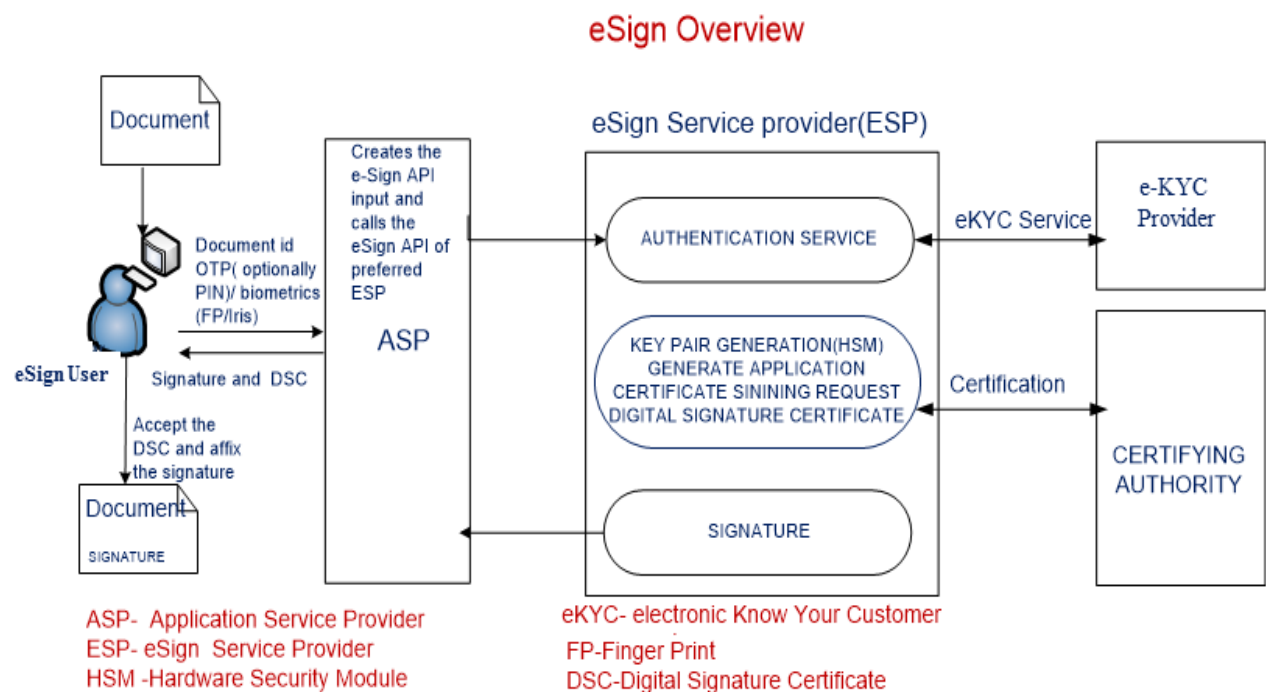 eSign Overview
Document
Document id
OTP( optionally
PIN)/ biometrics
(FP/Iris)
eSign User
Signature and DSC
Accept the
DSC and affix
the signature
Document
SIGNATURE
Creates the
e-Sign API
input and
calls the
eSign API of
preferred
ESP
ASP
eSign Service provider(ESP)
AUTHENTICATION SERVICE
KEY PAIR GENERATION(HSM)
GENERATE APPLICATION
CERTIFICATE SININING REQUEST
DIGITAL SIGNATURE CERTIFICATE
SIGNATURE
eKYC Service
e-KYC
Provider
Certification
CERTIFYING
AUTHORITY
ASP- Application Service Provider
ESP- eSign Service Provider
HSM -Hardware Security Module
eKYC- electronic Know Your Customer
FP-Finger Print
DSC-Digital Signature Certificate